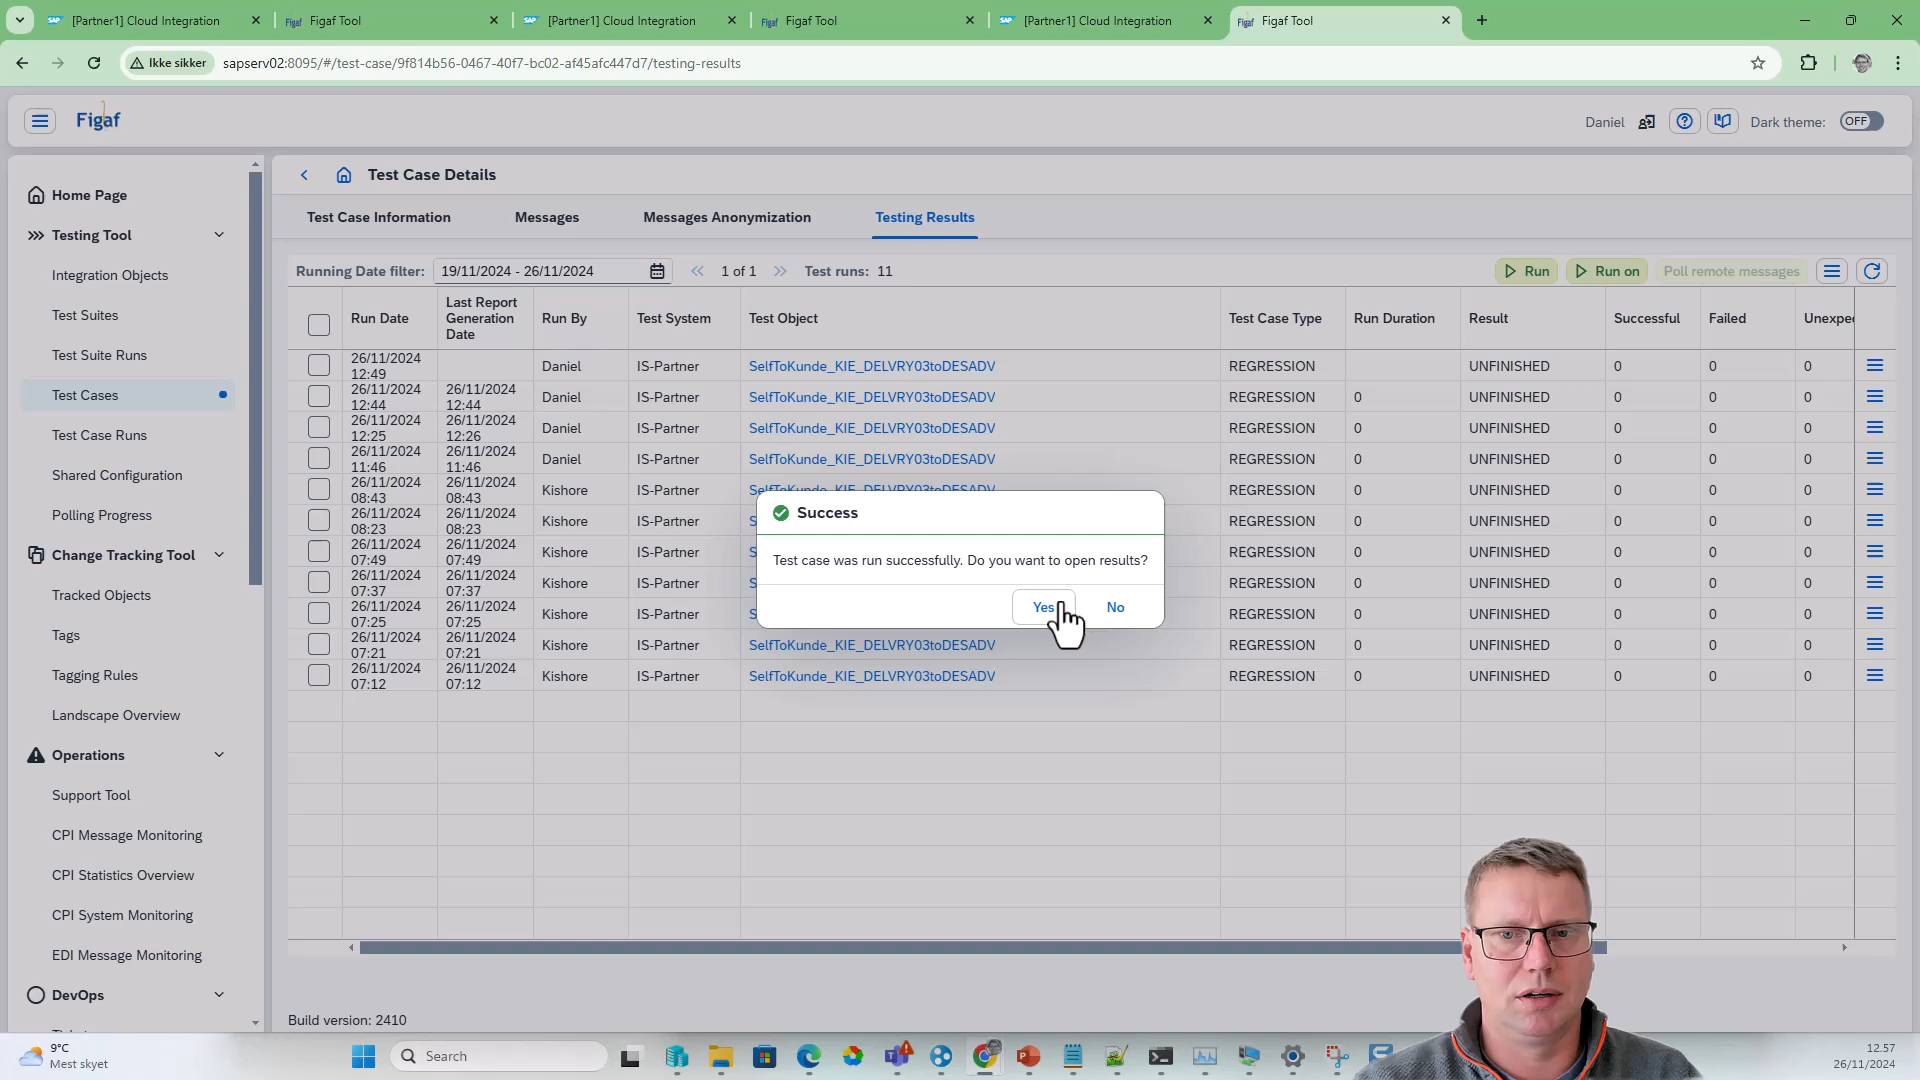 [Partner1] Cloud Integration
Figaf Tool
[Partner1] Cloud Integration
Figaf Tool
[Partner1] Cloud Integration
Figaf Tool
Ikke sikker
sapserv02:8095/#/test-case/9f814b56-0467-40f7-bc02-af45afc447d7/testing-results
Figaf
Daniel
Dark theme:
OFF
Home Page
Testing Tool
Integration Objects
Test Suites
Test Suite Runs
Test Cases
Test Case Runs
Shared Configuration
Polling Progress
Change Tracking Tool
Tracked Objects
Tags
Tagging Rules
Landscape Overview
Operations
Support Tool
CPI Message Monitoring
CPI Statistics Overview
CPI System Monitoring
EDI Message Monitoring
DevOps
Test Case Details
Test Case Information Messages Messages Anonymization Testing Results
Running Date filter: 19/11/2024 - 26/11/2024 1 of 1 Test runs: 11 Run Run on Poll remote messages
Run Date Last Report Generation Date Run By Test System Test Object Test Case Type Run Duration Result Successful Failed Unexpec
26/11/2024 12:49 Daniel IS-Partner SelfToKunde_KIE_DELVRY03toDESADV REGRESSION UNFINISHED 0 0 0
26/11/2024 12:44 26/11/2024 12:44 Daniel IS-Partner SelfToKunde_KIE_DELVRY03toDESADV REGRESSION 0 UNFINISHED 0 0 0
26/11/2024 12:25 26/11/2024 12:26 Daniel IS-Partner SelfToKunde_KIE_DELVRY03toDESADV REGRESSION 0 UNFINISHED 0 0 0
26/11/2024 11:46 26/11/2024 11:46 Daniel IS-Partner SelfToKunde_KIE_DELVRY03toDESADV REGRESSION 0 UNFINISHED 0 0 0
26/11/2024 08:43 26/11/2024 08:43 Kishore IS-Partner SelfToKunde_KIE_DELVRY03toDESADV REGRESSION 0 UNFINISHED 0 0 0
26/11/2024 08:23 26/11/2024 08:23 Kishore IS-Partner S REGRESSION 0 UNFINISHED 0 0 0
26/11/2024 07:49 26/11/2024 07:49 Kishore IS-Partner S REGRESSION 0 UNFINISHED 0 0 0
26/11/2024 07:37 26/11/2024 07:37 Kishore IS-Partner S REGRESSION 0 UNFINISHED 0 0 0
26/11/2024 07:25 26/11/2024 07:25 Kishore IS-Partner S REGRESSION 0 UNFINISHED 0 0 0
26/11/2024 07:21 26/11/2024 07:21 Kishore IS-Partner SelfToKunde_KIE_DELVRY03toDESADV REGRESSION 0 UNFINISHED 0 0 0
26/11/2024 07:12 26/11/2024 07:12 Kishore IS-Partner SelfToKunde_KIE_DELVRY03toDESADV REGRESSION 0 UNFINISHED 0 0 0
Success
Test case was run successfully. Do you want to open results?
Yes No
Build version: 2410
9°C
Mest skyet
Search
12.57
26/11/2024